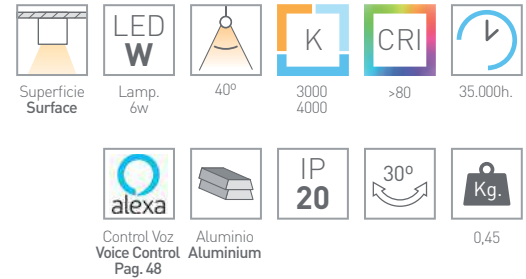 LED
W
K
CRI
Superficie
Surface
Lamp.
6w
40º
3000
4000
>80
35.000h.
alexa
IP
20
30º
Kg.
Control Voz
Voice Control
Pag. 48
Aluminio
Aluminium
0,45